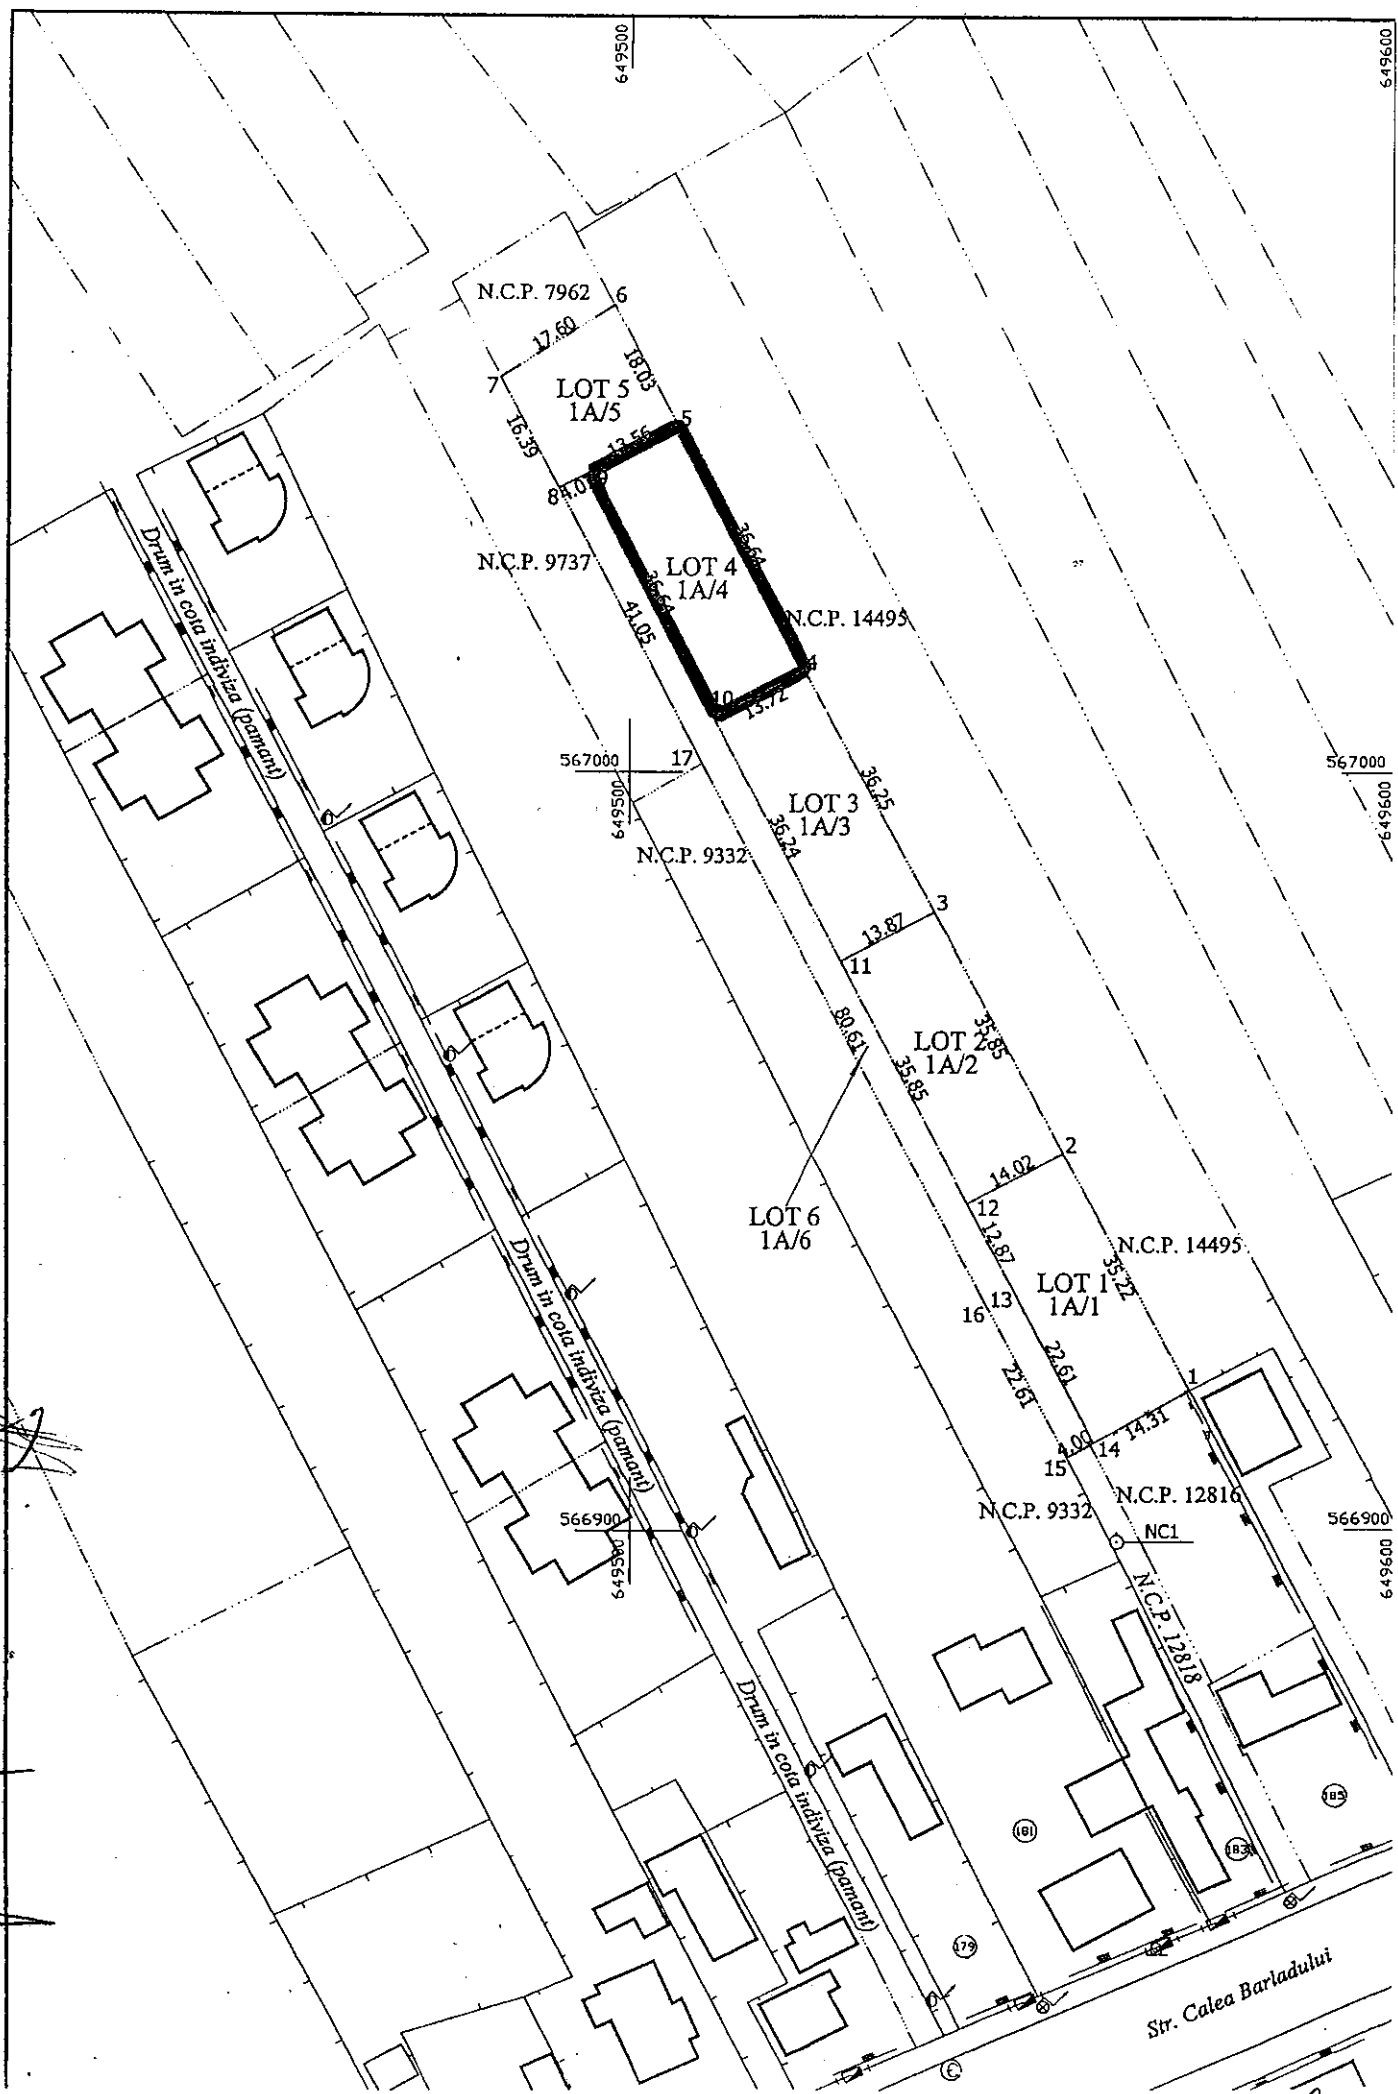 649500
649600
N.C.P. 7962
6
17.60
18.03
7
LOT 5
1A/5
16.39
5
13.56
8
N.C.P. 9737
LOT 4
1A/4
36.64
36.64
41.05
N.C.P. 14495
4
10
13.72
Drum in cota indiviza (pamant)
567000
17
649500
567000
649600
36.25
LOT 3
1A/3
36.24
N.C.P. 9332
3
13.87
11
80.61
35.85
LOT 2
1A/2
35.85
2
14.02
12
LOT 6
1A/6
12.87
N.C.P. 14495
35.22
LOT 1
1A/1
13
16
22.61
22.61
1
14.31
4.00
14
15
Drum in cota indiviza (pamant)
N.C.P. 12816
N.C.P. 9332
566900
649500
NC1
566900
649600
N.C.P. 12818
Drum in cota indiviza (pamant)
185
181
183
179
Str. Calea Barladului